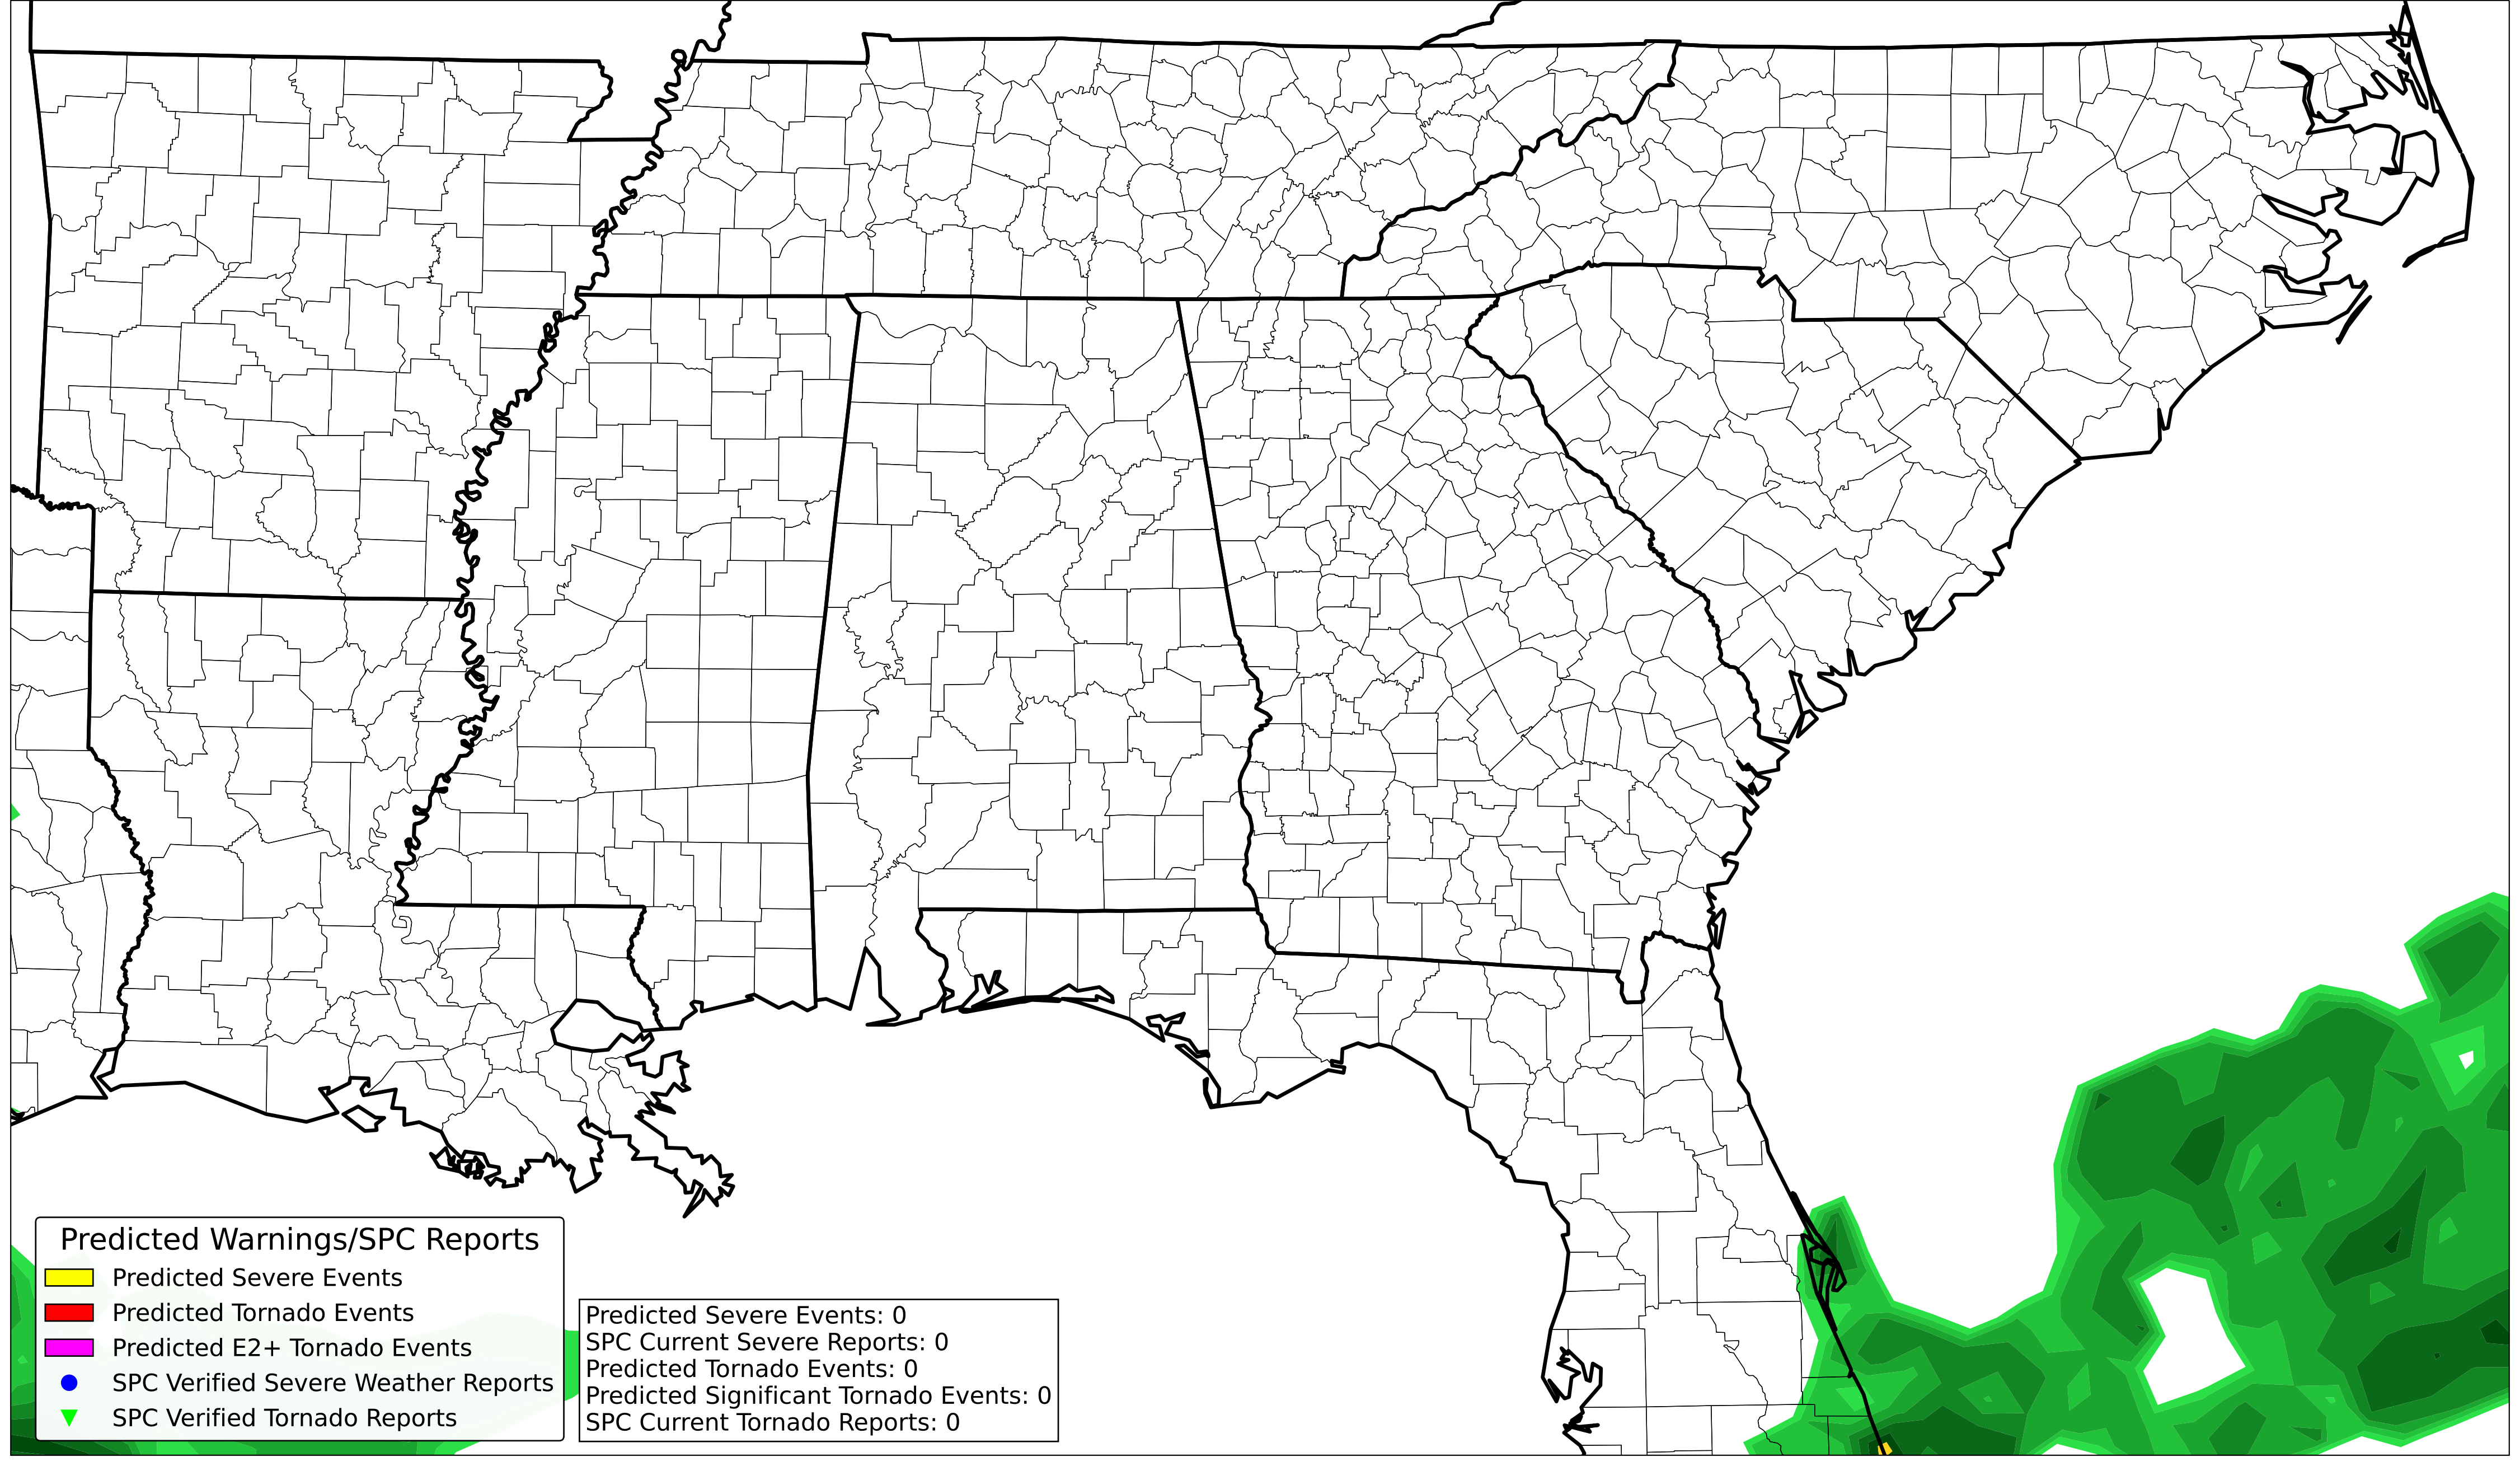 Predicted Warnings/SPC Reports
Predicted Severe Events
Predicted Tornado Events
Predicted E2+ Tornado Events
SPC Verified Severe Weather Reports
SPC Verified Tornado Reports
Predicted Severe Events: 0
SPC Current Severe Reports: 0
Predicted Tornado Events: 0
Predicted Significant Tornado Events: 0
SPC Current Tornado Reports: 0